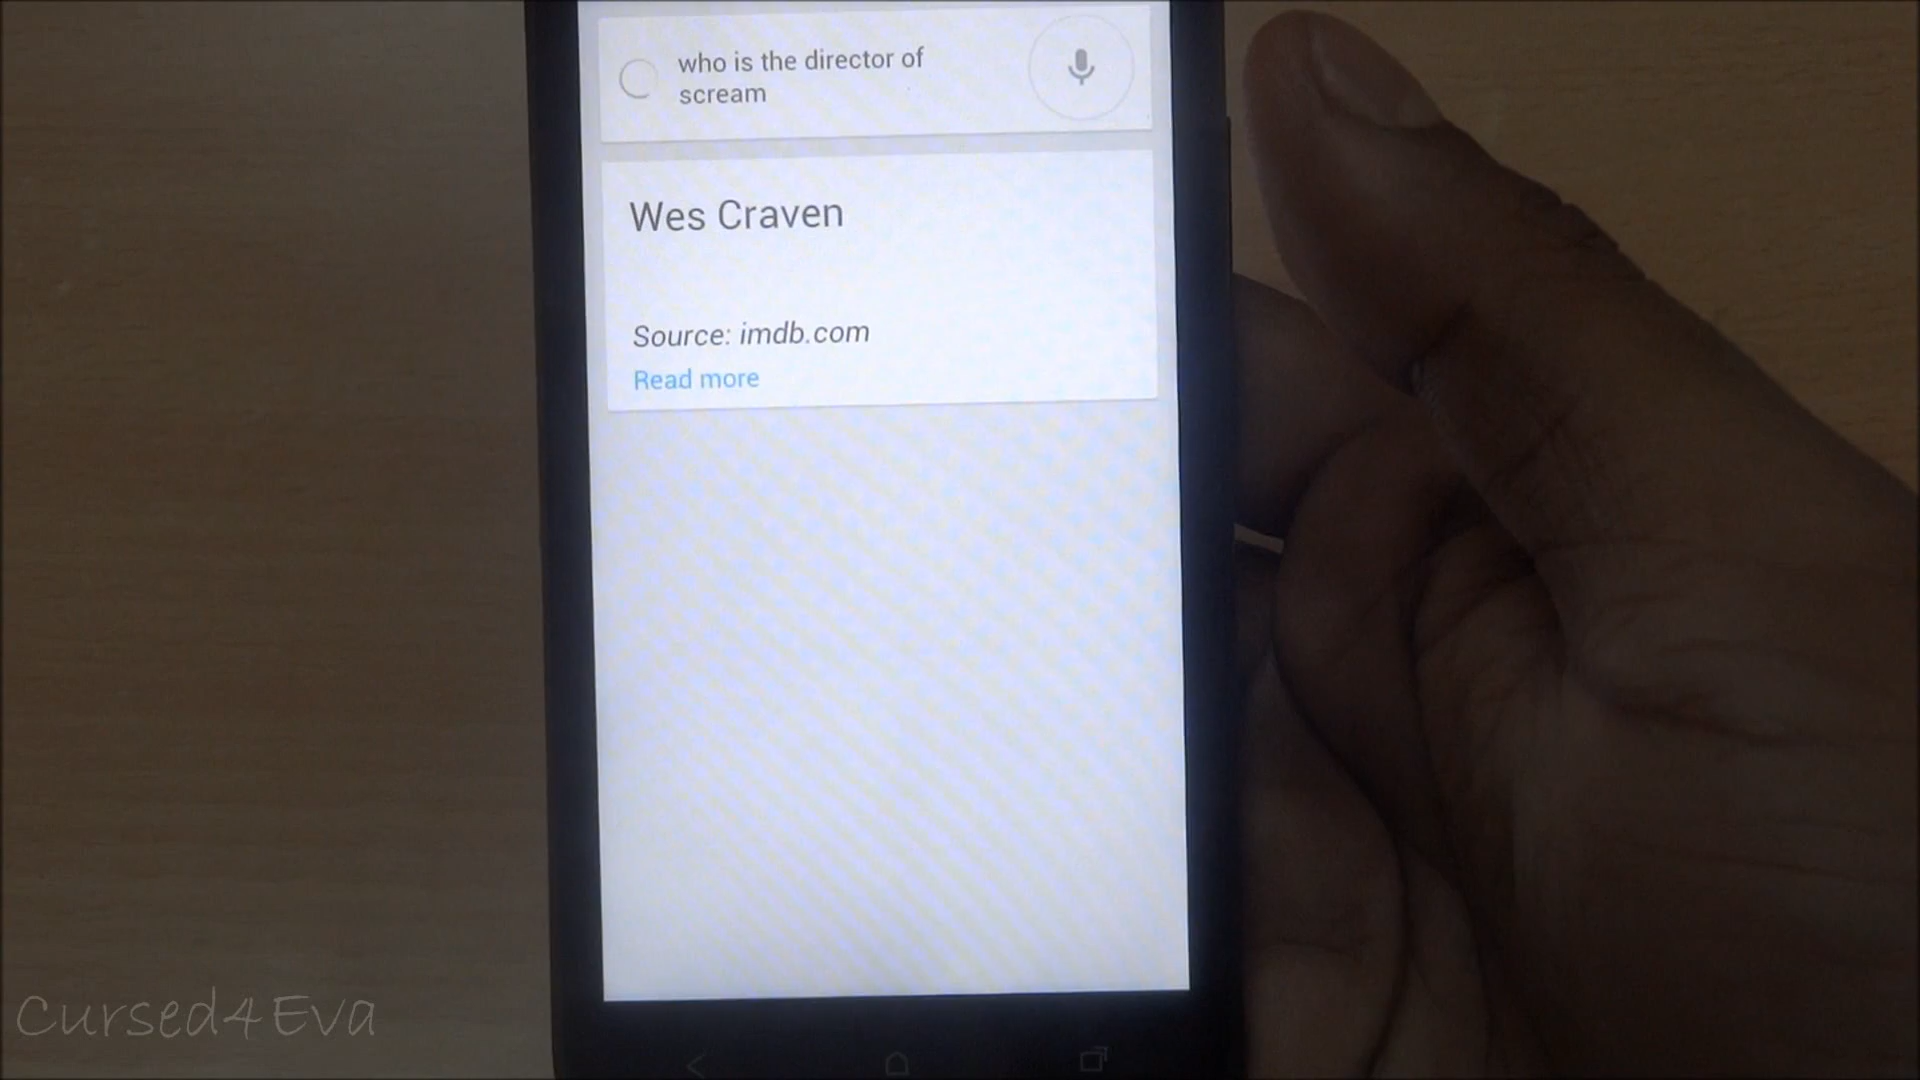 who is the director of
scream
Wes Craven
Source: imdb.com
Read more
Cursed4Eva